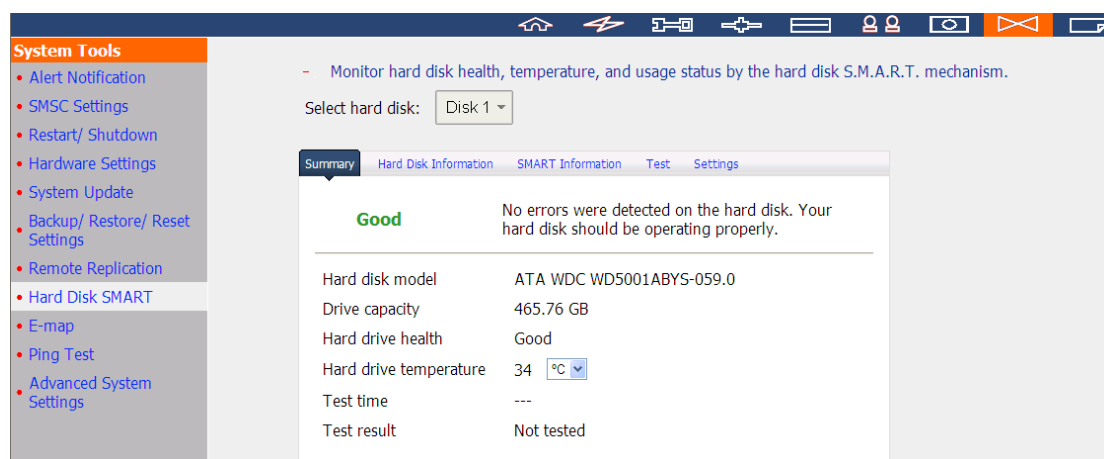 System Tools
• Alert Notification
• SMSC Settings
• Restart/ Shutdown
• Hardware Settings
• System Update
• Backup/ Restore/ Reset
Settings
• Remote Replication
• Hard Disk SMART
• E-map
• Ping Test
• Advanced System
Settings
– Monitor hard disk health, temperature, and usage status by the hard disk S.M.A.R.T. mechanism.
Select hard disk: Disk 1
Summary Hard Disk Information SMART Information Test Settings
Good
No errors were detected on the hard disk. Your
hard disk should be operating properly.
Hard disk model ATA WDC WD5001ABYS-059.0
Drive capacity 465.76 GB
Hard drive health Good
Hard drive temperature 34 °C
Test time ---
Test result Not tested